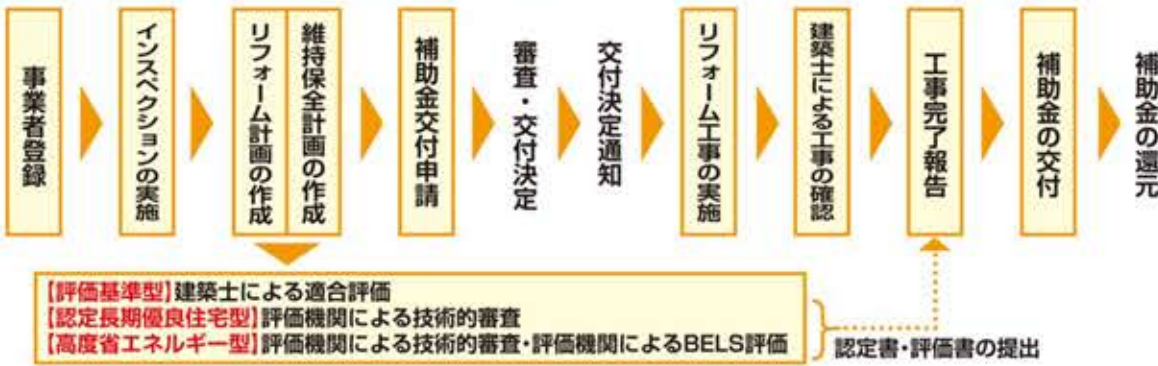 事業者登録
インスペクションの実施
リフォーム計画の作成
維持保全計画の作成
補助金交付申請
審査・交付決定
交付決定通知
リフォーム工事の実施
建築士による工事の確認
工事完了報告
補助金の交付
補助金の還元
【評価基準型】建築士による適合評価
【認定長期優良住宅型】評価機関による技術的審査
【高度省エネルギー型】評価機関による技術的審査・評価機関によるBELS評価
認定書・評価書の提出